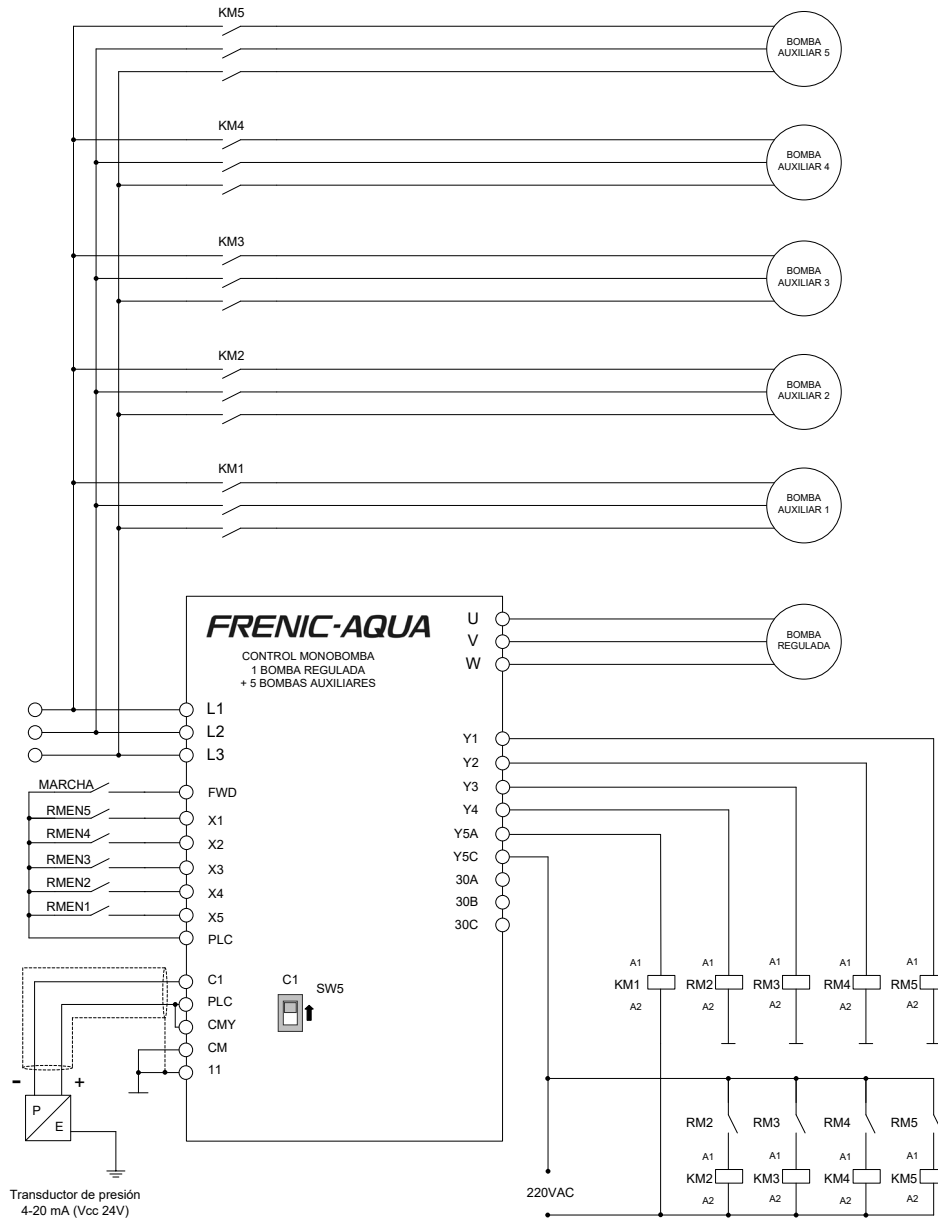 KM5
BOMBA
AUXILIAR 5
KM4
BOMBA
AUXILIAR 4
KM3
BOMBA
AUXILIAR 3
KM2
BOMBA
AUXILIAR 2
KM1
BOMBA
AUXILIAR 1
FRENIC-AQUA
CONTROL MONOBOMBA
1 BOMBA REGULADA
+ 5 BOMBAS AUXILIARES
U
V
W
BOMBA
REGULADA
L1
L2
L3
MARCHA
FWD
RMEN5
X1
RMEN4
X2
RMEN3
X3
RMEN2
X4
RMEN1
X5
PLC
C1
PLC
CMY
CM
11
C1
SW5
Y1
Y2
Y3
Y4
Y5A
Y5C
30A
30B
30C
A1 A1 A1 A1 A1
KM1 RM2 RM3 RM4 RM5
A2 A2 A2 A2 A2
- +
P
E
Transductor de presión
4-20 mA (Vcc 24V)
RM2 RM3 RM4 RM5
A1 A1 A1 A1
KM2 KM3 KM4 KM5
A2 A2 A2 A2
220VAC